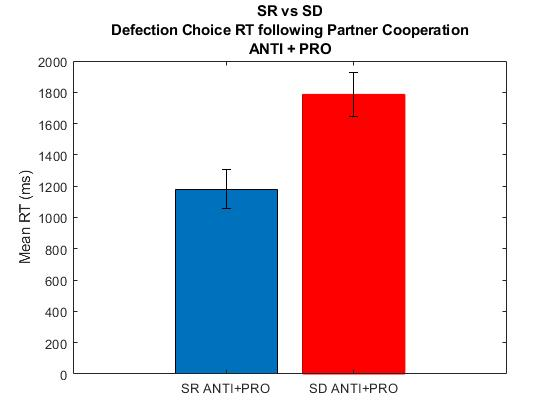 SR vs SD
Defection Choice RT following Partner Cooperation
ANTI + PRO
2000
1800
1600
1400
1200
1000
800
600
400
200
0
Mean RT (ms)
SR ANTI+PRO
SD ANTI+PRO